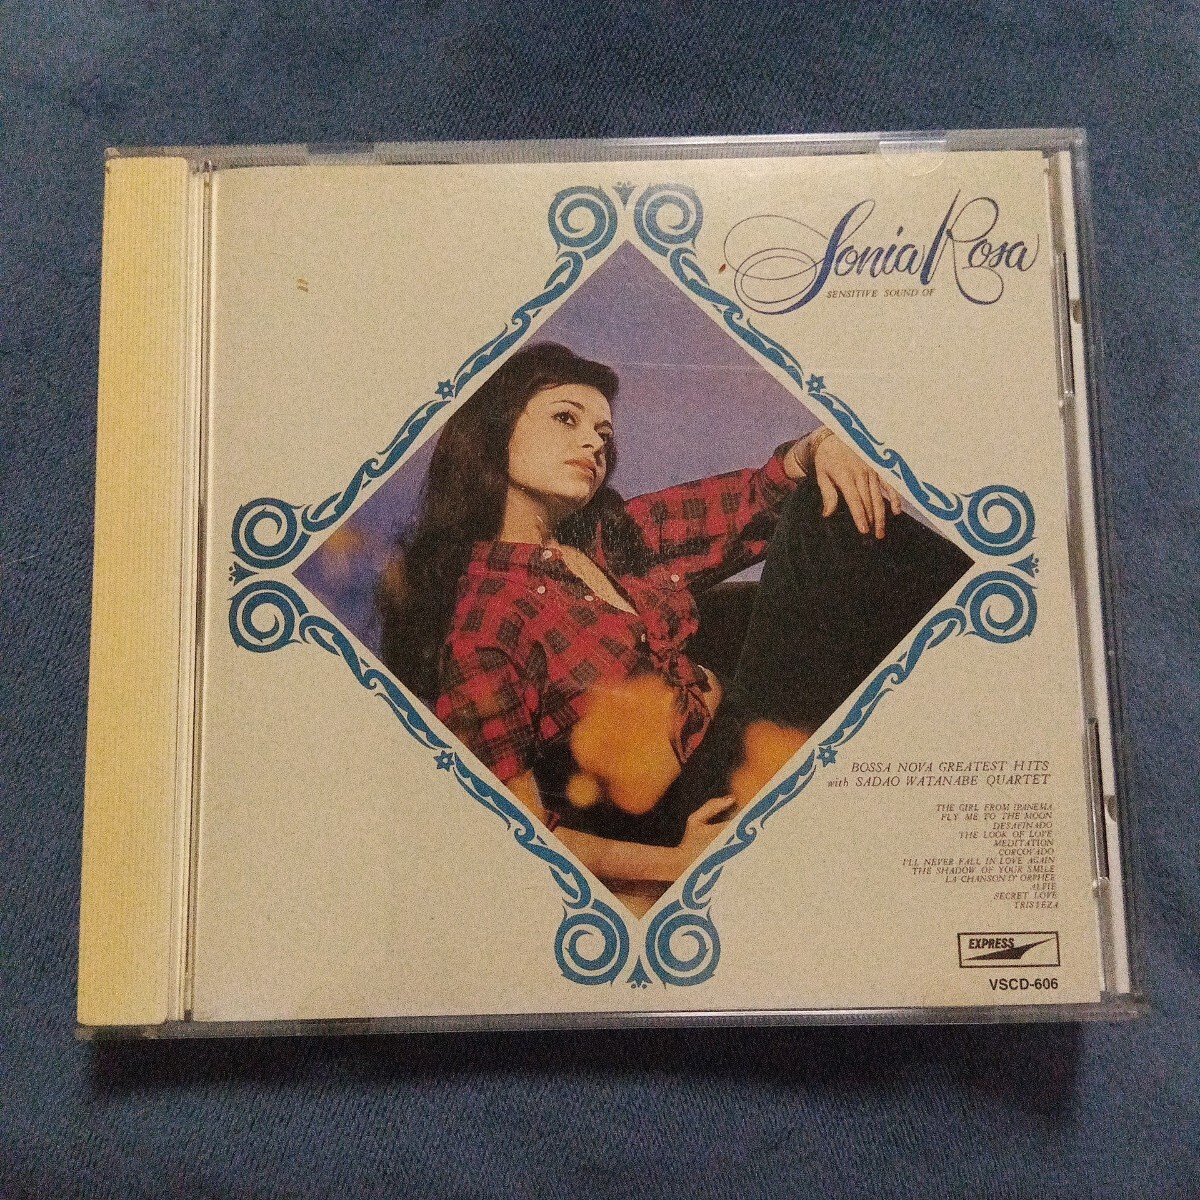 Sonia Rosa
SENSITIVE SOUND OF
BOSSA NOVA GREATEST HITS
with SADAO WATANABE QUARTET
THE GIRL FROM IPANEMA
FLY ME TO THE MOON
DESAFINADO
THE LOOK OF LOVE
MEDITATION
CORCOVADO
I'LL NEVER FALL IN LOVE AGAIN
THE SHADOW OF YOUR SMILE
LA CHANSON D' ORPHEE
ALFIE
SECRET LOVE
TRISTEZA
EXPRESS
VSCD-606